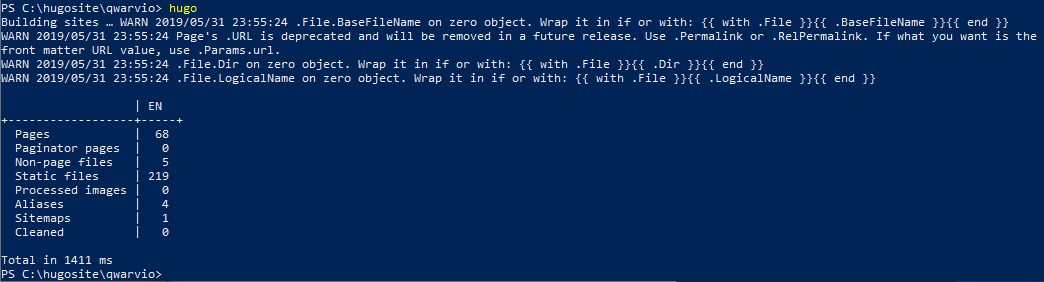 PS C:\hugosite\qwarvio> hugo
Building sites … WARN 2019/05/31 23:55:24 .File.BaseFileName on zero object. Wrap it in if or with: {{ with .File }}{{ .BaseFileName }}{{ end }}
WARN 2019/05/31 23:55:24 Page's .URL is deprecated and will be removed in a future release. Use .Permalink or .RelPermalink. If what you want is the
front matter URL value, use .Params.url.
WARN 2019/05/31 23:55:24 .File.Dir on zero object. Wrap it in if or with: {{ with .File }}{{ .Dir }}{{ end }}
WARN 2019/05/31 23:55:24 .File.LogicalName on zero object. Wrap it in if or with: {{ with .File }}{{ .LogicalName }}{{ end }}
                   | EN
+------------------+-----+
  Pages            |  68
  Paginator pages  |   0
  Non-page files   |   5
  Static files     | 219
  Processed images |   0
  Aliases          |   4
  Sitemaps         |   1
  Cleaned          |   0
Total in 1411 ms
PS C:\hugosite\qwarvio>